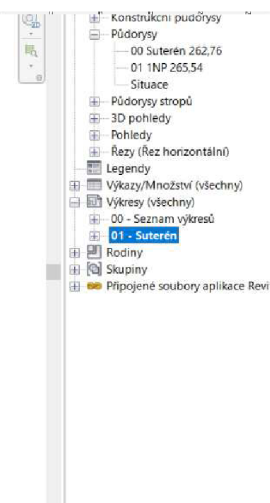 Konstrukční půdorysy
Půdorysy
00 Suterén 262,76
01 1NP 265,54
Situace
Půdorysy stropů
3D pohledy
Pohledy
Řezy (Řez horizontální)
Legendy
Výkazy/Množství (všechny)
Výkresy (všechny)
00 - Seznam výkresů
01 - Suterén
Rodiny
Skupiny
Připojené soubory aplikace Revi